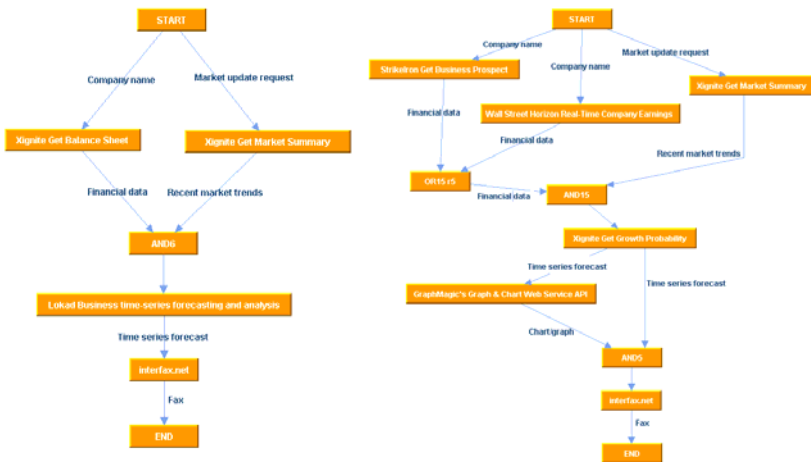 START
Company name
Market update request
Xignite Get Balance Sheet
Xignite Get Market Summary
Financial data
Recent market trends
AND6
Lokad Business time-series forecasting and analysis
Time series forecast
interfax.net
Fax
END
START
Company name
Market update request
StrikeIron Get Business Prospect
Company name
Xignite Get Market Summary
Financial data
Wall Street Horizon Real-Time Company Earnings
Financial data
Recent market trends
OR15 r5
Financial data
AND15
Xignite Get Growth Probability
Time series forecast
Time series forecast
GraphMagic's Graph & Chart Web Service API
Chart/graph
AND5
interfax.net
Fax
END